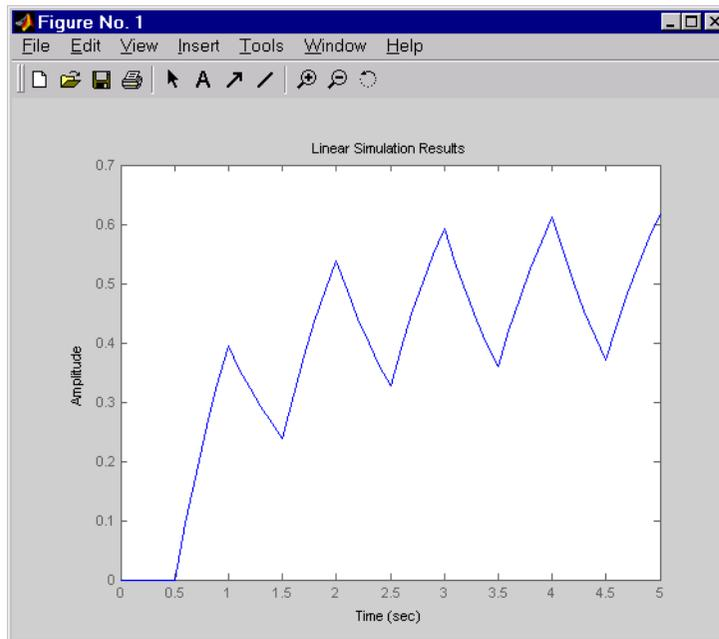 Figure No. 1
File Edit View Insert Tools Window Help
A
Linear Simulation Results
0.7
0.6
0.5
0.4
0.3
0.2
0.1
0
Amplitude
0 0.5 1 1.5 2 2.5 3 3.5 4 4.5 5
Time (sec)